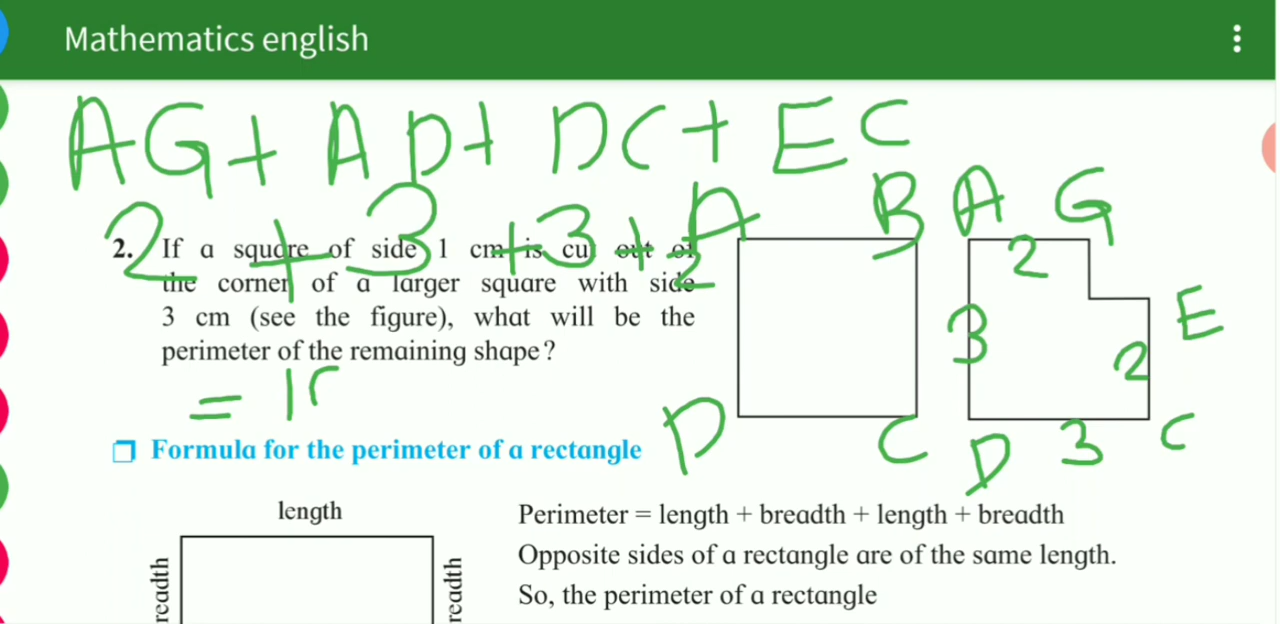 Mathematics english
AG+ AD+ DC+ EC
2 + 3 +3+ 2
2. If a square of side 1 cm is cut out of
the corner of a larger square with side
3 cm (see the figure), what will be the
perimeter of the remaining shape?
= 1
A B
D C
A G
2
3
E
2
D 3 C
❒ Formula for the perimeter of a rectangle
length
readth
readth
Perimeter = length + breadth + length + breadth
Opposite sides of a rectangle are of the same length.
So, the perimeter of a rectangle